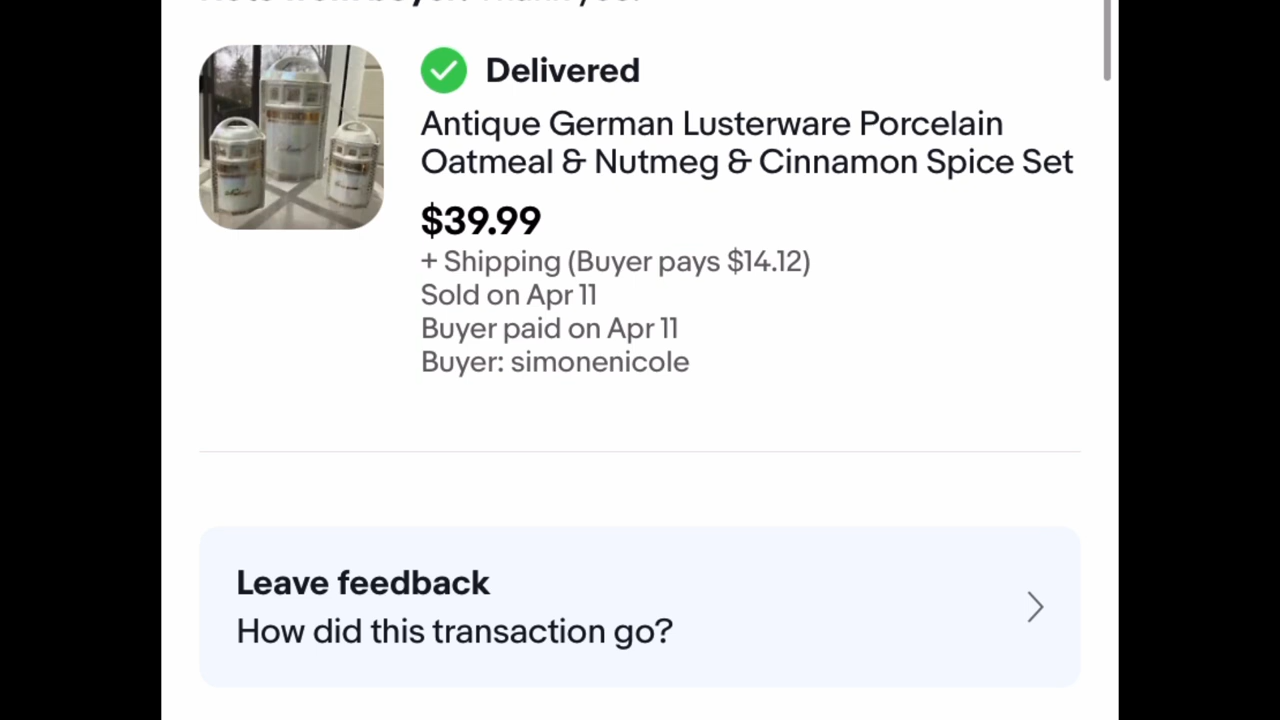 Delivered
Antique German Lusterware Porcelain
Oatmeal & Nutmeg & Cinnamon Spice Set
$39.99
+ Shipping (Buyer pays $14.12)
Sold on Apr 11
Buyer paid on Apr 11
Buyer: simonenicole
Leave feedback
How did this transaction go?